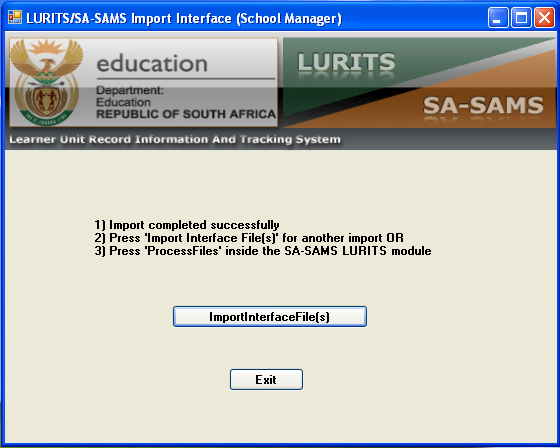 LURITS/SA-SAMS Import Interface (School Manager)
education
Department:
Education
REPUBLIC OF SOUTH AFRICA
LURITS
SA-SAMS
Learner Unit Record Information And Tracking System
1) Import completed successfully
2) Press 'Import Interface File(s)' for another import OR
3) Press 'ProcessFiles' inside the SA-SAMS LURITS module
ImportInterfaceFile(s)
Exit